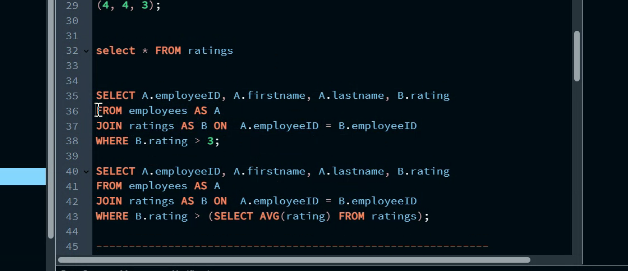 29 (4, 4, 3);
30
31
32 select * FROM ratings
33
34
35 SELECT A.employeeID, A.firstname, A.lastname, B.rating
36 FROM employees AS A
37 JOIN ratings AS B ON  A.employeeID = B.employeeID
38 WHERE B.rating > 3;
39
40 SELECT A.employeeID, A.firstname, A.lastname, B.rating
41 FROM employees AS A
42 JOIN ratings AS B ON  A.employeeID = B.employeeID
43 WHERE B.rating > (SELECT AVG(rating) FROM ratings);
44
45 ------------------------------------------------------------